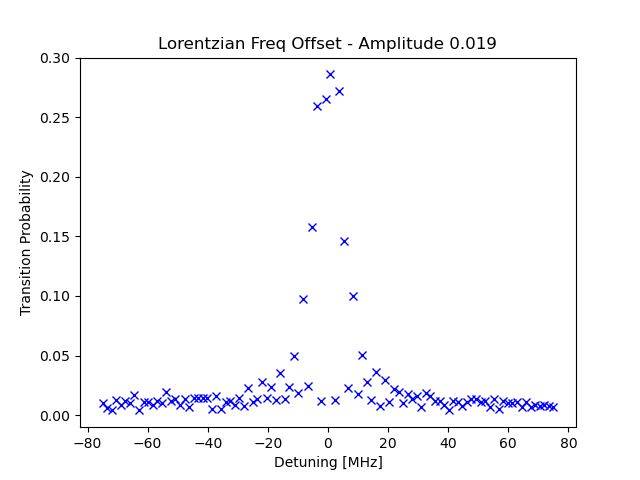 Lorentzian Freq Offset - Amplitude 0.019
0.30
0.25
0.20
0.15
0.10
0.05
0.00
Transition Probability
−80 −60 −40 −20 0 20 40 60 80
Detuning [MHz]